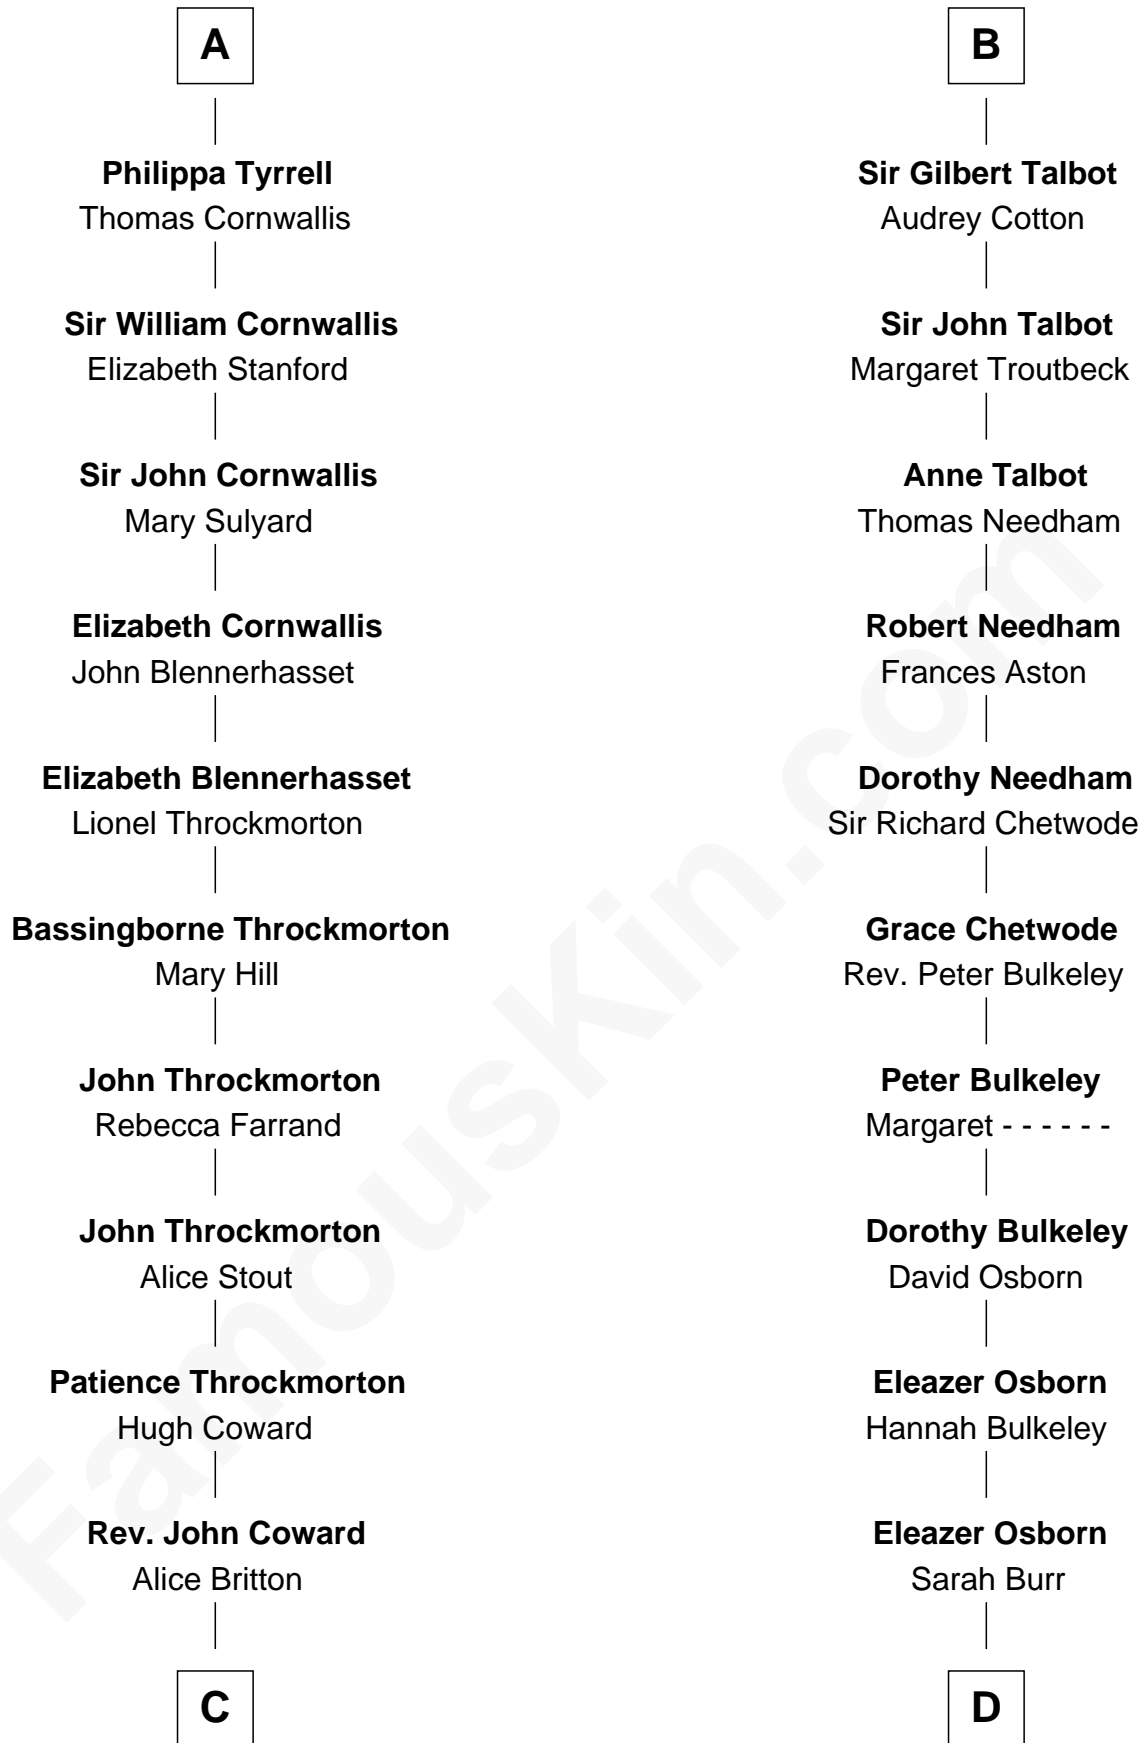 A
Philippa Tyrrell
Thomas Cornwallis
Sir William Cornwallis
Elizabeth Stanford
Sir John Cornwallis
Mary Sulyard
Elizabeth Cornwallis
John Blennerhasset
Elizabeth Blennerhasset
Lionel Throckmorton
Bassingborne Throckmorton
Mary Hill
John Throckmorton
Rebecca Farrand
John Throckmorton
Alice Stout
Patience Throckmorton
Hugh Coward
Rev. John Coward
Alice Britton
C
B
Sir Gilbert Talbot
Audrey Cotton
Sir John Talbot
Margaret Troutbeck
Anne Talbot
Thomas Needham
Robert Needham
Frances Aston
Dorothy Needham
Sir Richard Chetwode
Grace Chetwode
Rev. Peter Bulkeley
Peter Bulkeley
Margaret - - - - - -
Dorothy Bulkeley
David Osborn
Eleazer Osborn
Hannah Bulkeley
Eleazer Osborn
Sarah Burr
D
FamousKin.com